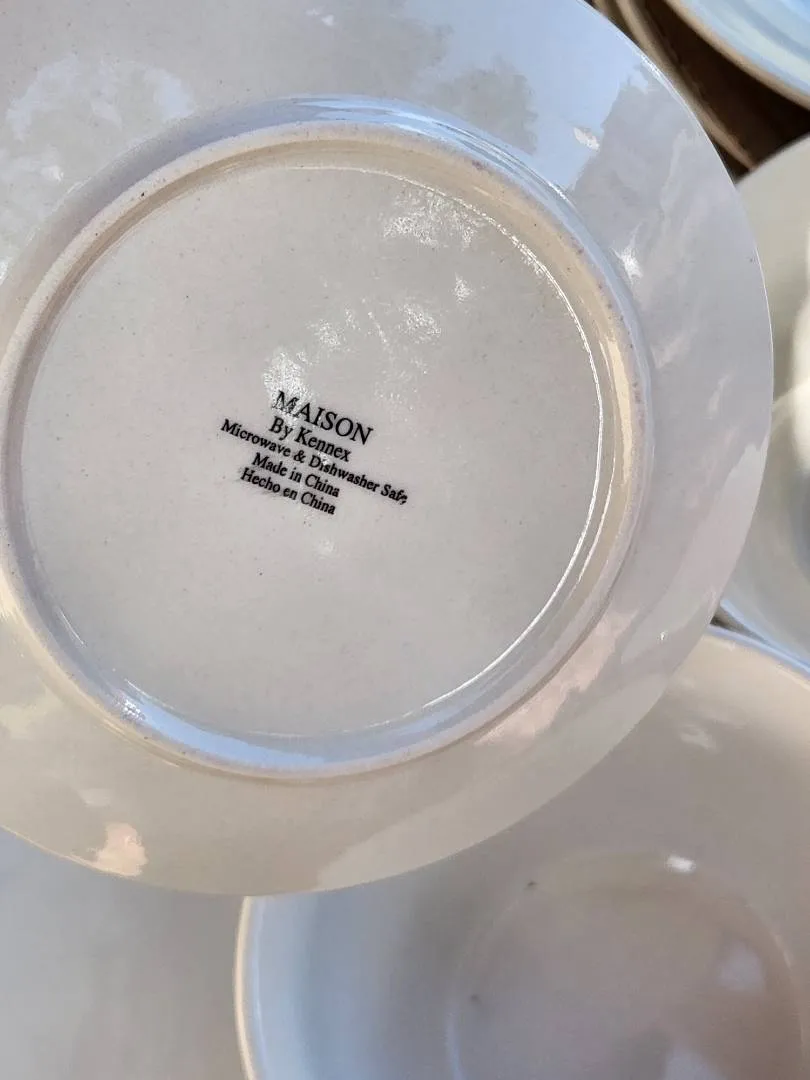 MAISON
By Kennex
Microwave & Dishwasher Safe
Made in China
Hecho en China